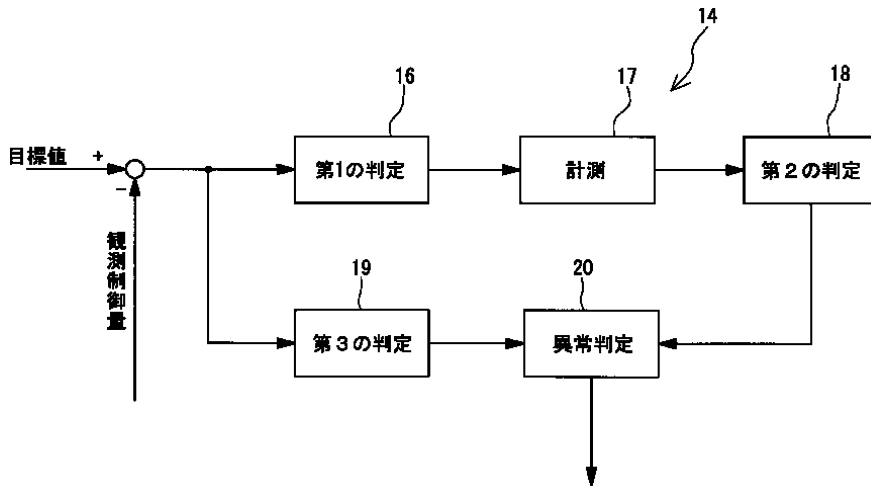 14
16
17
18
目標値
+
−
第1の判定
計測
第２の判定
観測制御量
19
20
第３の判定
異常判定